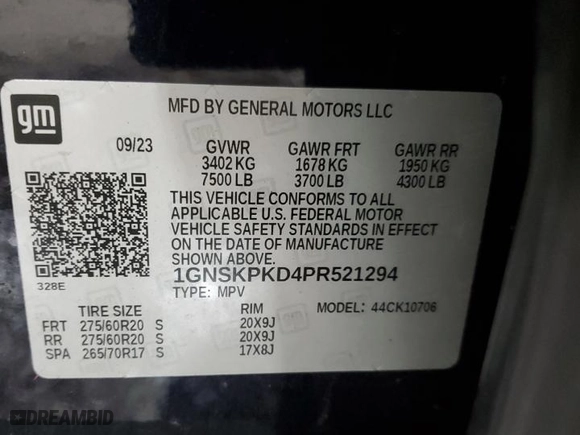 gm
MFD BY GENERAL MOTORS LLC
09/23 GVWR GAWR FRT GAWR RR
3402 KG 1678 KG 1950 KG
7500 LB 3700 LB 4300 LB
THIS VEHICLE CONFORMS TO ALL
APPLICABLE U.S. FEDERAL MOTOR
VEHICLE SAFETY STANDARDS IN EFFECT
ON THE DATE OF MANUFACTURE
SHOWN ABOVE.
328E
1GNSKPKD4PR521294
TYPE: MPV MODEL: 44CK10706
TIRE SIZE RIM
FRT 275/60R20 S 20X9J
RR 275/60R20 S 20X9J
SPA 265/70R17 S 17X8J
DREAMBID